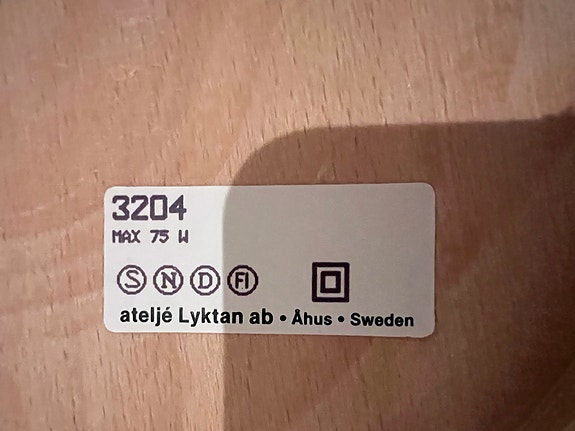 3204
MAX 75 W
S N D FI
ateljé Lyktan ab • Åhus • Sweden